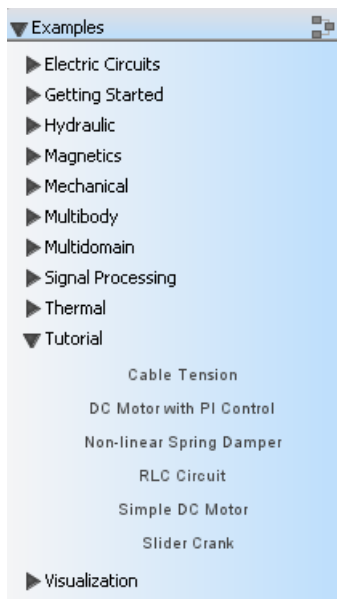 Examples
Electric Circuits
Getting Started
Hydraulic
Magnetics
Mechanical
Multibody
Multidomain
Signal Processing
Thermal
Tutorial
Cable Tension
DC Motor with PI Control
Non-linear Spring Damper
RLC Circuit
Simple DC Motor
Slider Crank
Visualization